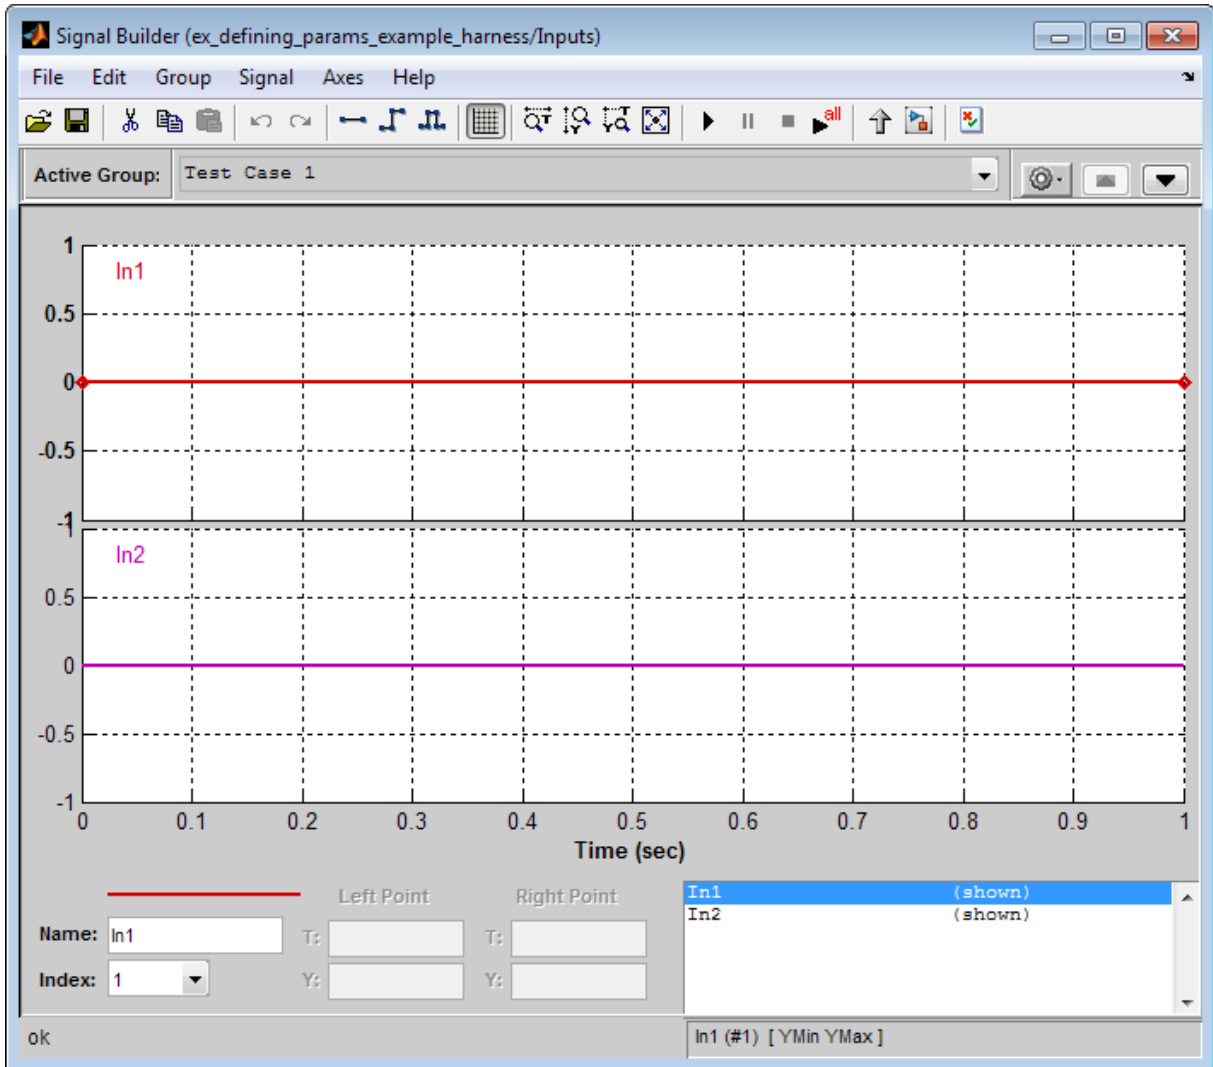 Signal Builder (ex_defining_params_example_harness/Inputs)
File Edit Group Signal Axes Help
all
Active Group: Test Case 1
1
In1
0.5
0
-0.5
-1
1
In2
0.5
0
-0.5
-1
0 0.1 0.2 0.3 0.4 0.5 0.6 0.7 0.8 0.9 1
Time (sec)
Left Point Right Point
Name: In1 T: T:
Index: 1 Y: Y:
In1 (shown)
In2 (shown)
ok In1 (#1) [ YMin YMax ]